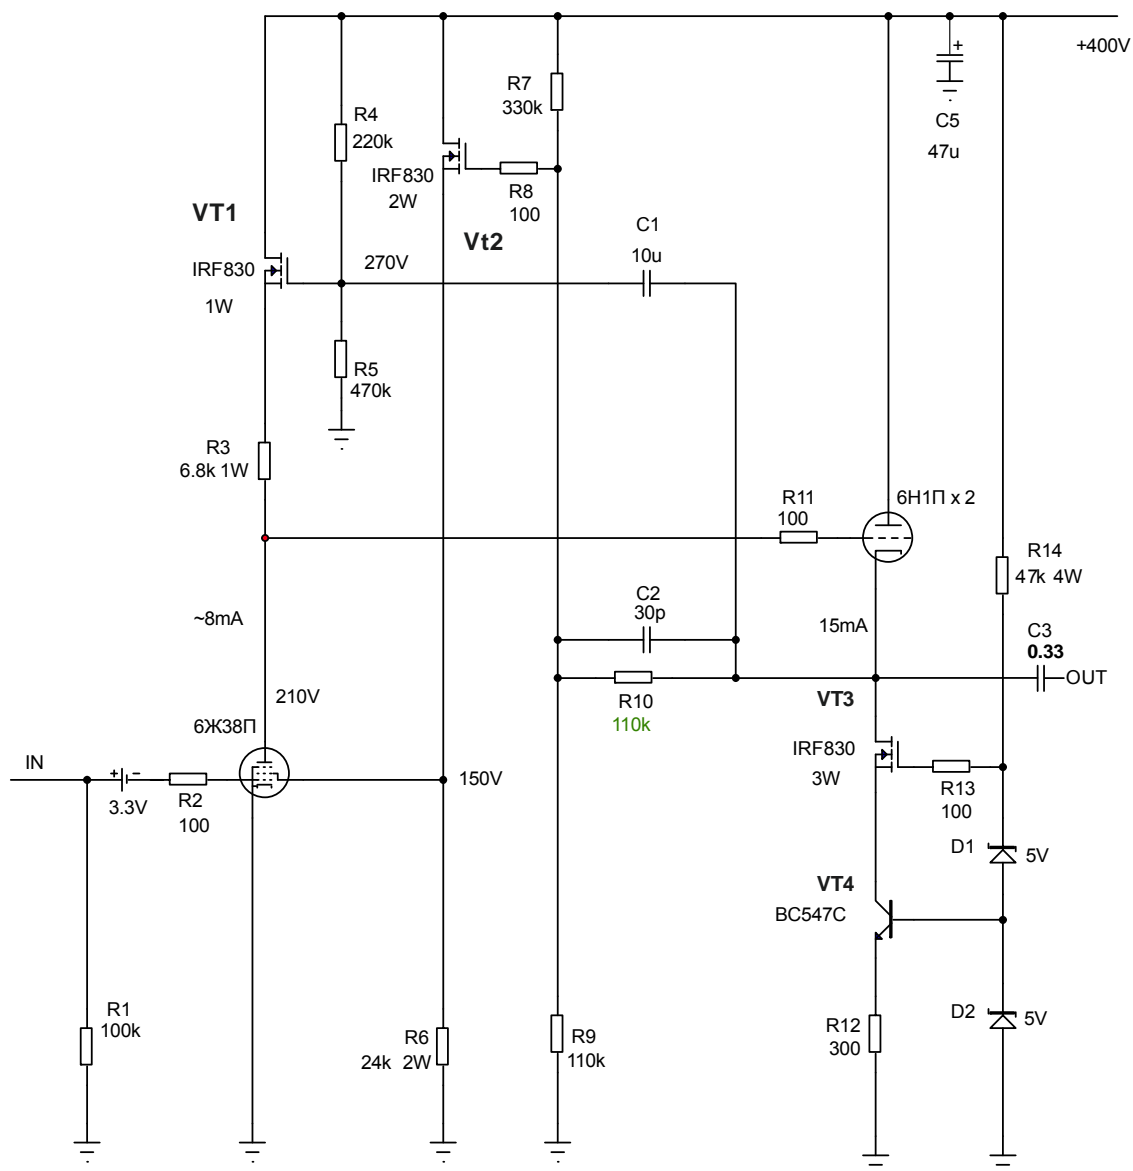 +400V
R7
330k
C5
47u
R4
220k
IRF830
2W
R8
100
VT1
Vt2
C1
10u
270V
IRF830
1W
R5
470k
R3
6.8k 1W
R11
100
6Н1П x 2
R14
47k 4W
C2
30p
~8mA
15mA
C3
0.33
OUT
R10
110k
210V
VT3
6Ж38П
IN
+ -
3.3V
R2
100
150V
IRF830
3W
R13
100
D1
5V
VT4
BC547C
R1
100k
R6
24k 2W
R9
110k
R12
300
D2
5V